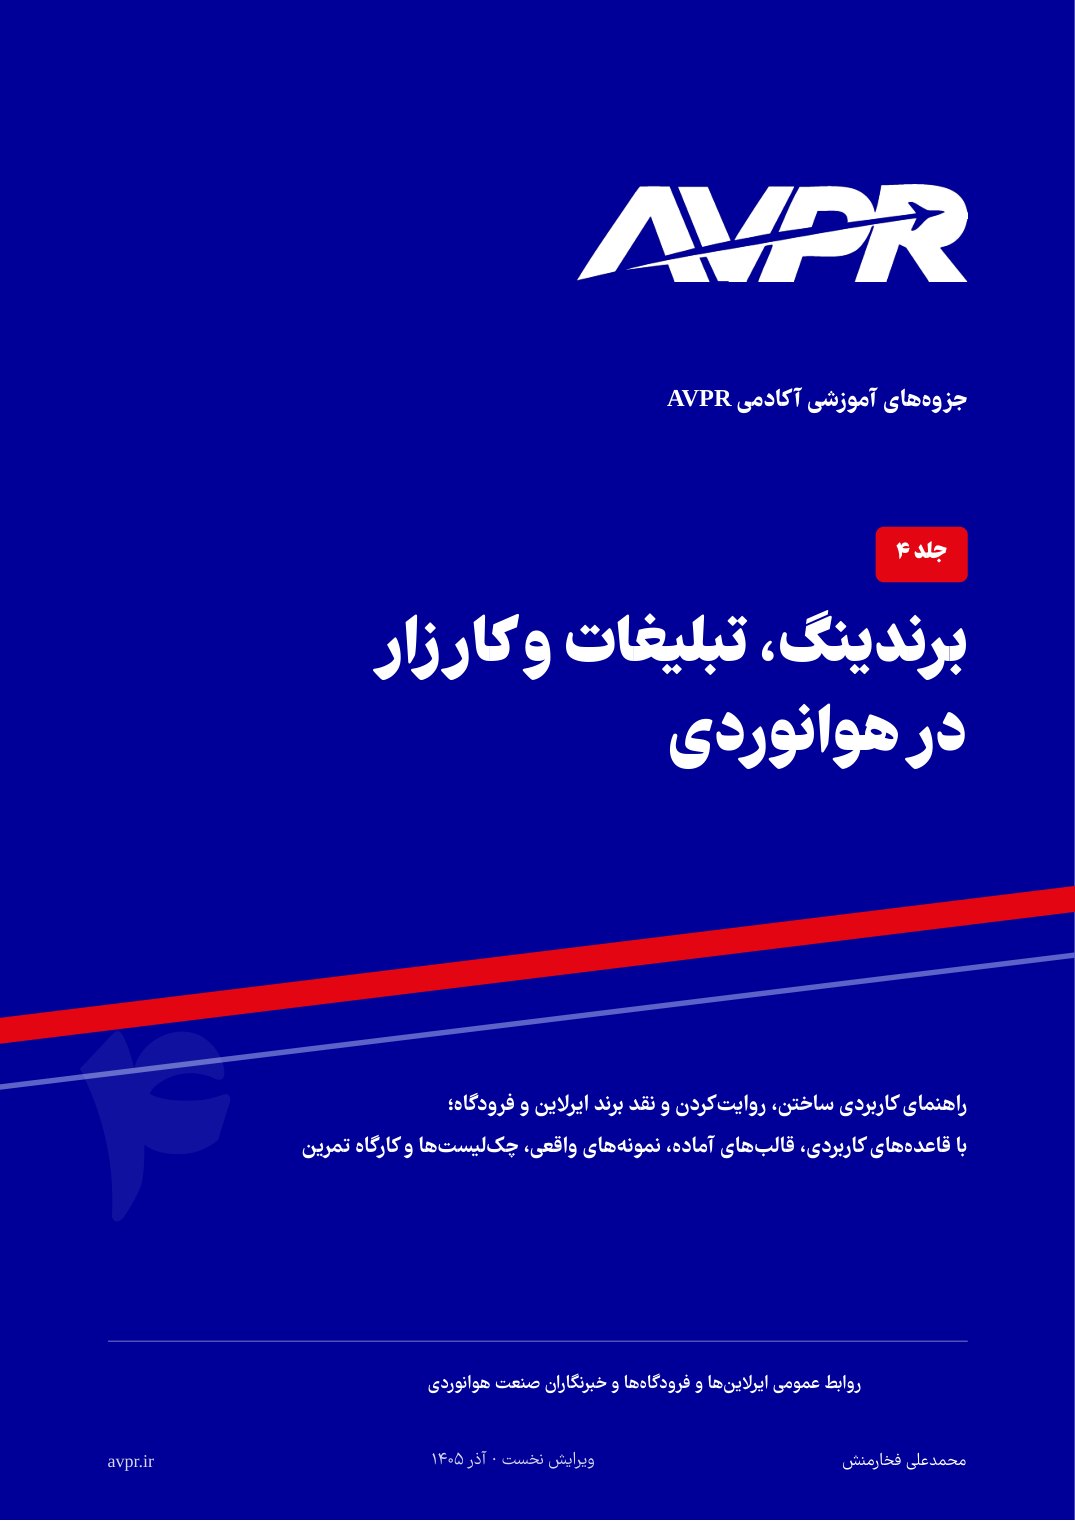 AVPR
جزوه‌های آموزشی آکادمی AVPR
جلد ۴
برندینگ، تبلیغات و کارزار
در هوانوردی
۴
راهنمای کاربردی ساختن، روایت‌کردن و نقد برند ایرلاین و فرودگاه؛
با قاعده‌های کاربردی، قالب‌های آماده، نمونه‌های واقعی، چک‌لیست‌ها و کارگاه تمرین
روابط عمومی ایرلاین‌ها و فرودگاه‌ها و خبرنگاران صنعت هوانوردی
محمدعلی فخارمنش
ویرایش نخست · آذر ۱۴۰۵
avpr.ir